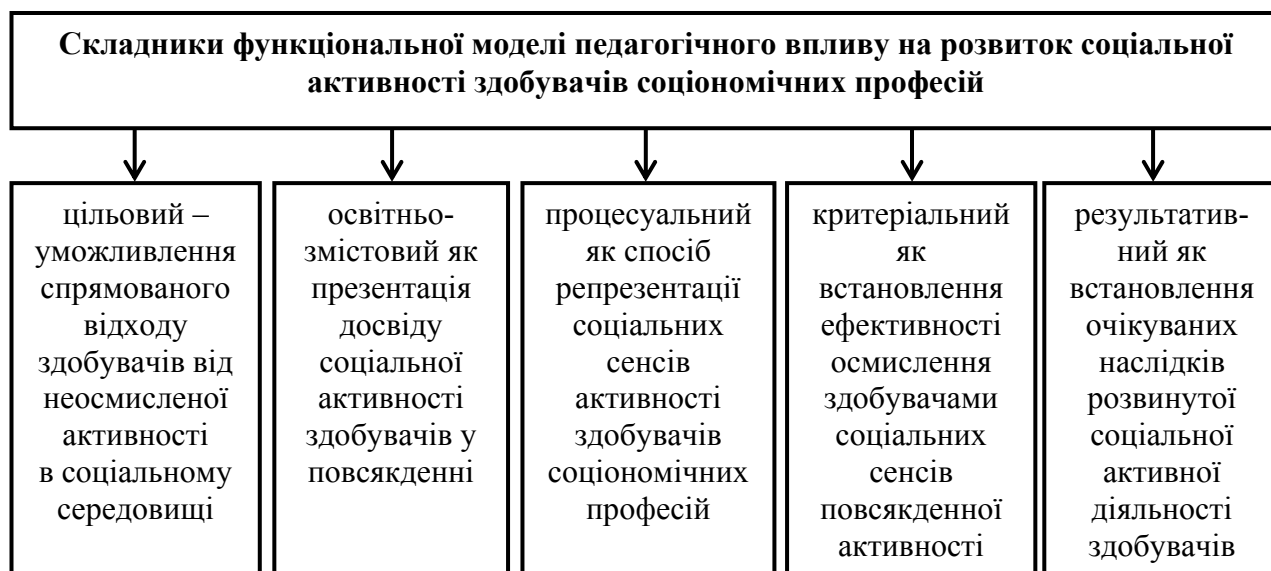 Складники функціональної моделі педагогічного впливу на розвиток соціальної
активності здобувачів соціономічних професій
цільовий –
уможливлення
спрямованого
відходу
здобувачів від
неосмисленої
активності
в соціальному
середовищі
освітньо-
змістовий як
презентація
досвіду
соціальної
активності
здобувачів у
повсякденні
процесуальний
як спосіб
репрезентації
соціальних
сенсів
активності
здобувачів
соціономічних
професій
критеріальний
як
встановлення
ефективності
осмислення
здобувачами
соціальних
сенсів
повсякденної
активності
результатив-
ний як
встановлення
очікуваних
наслідків
розвинутої
соціальної
активної
діяльності
здобувачів